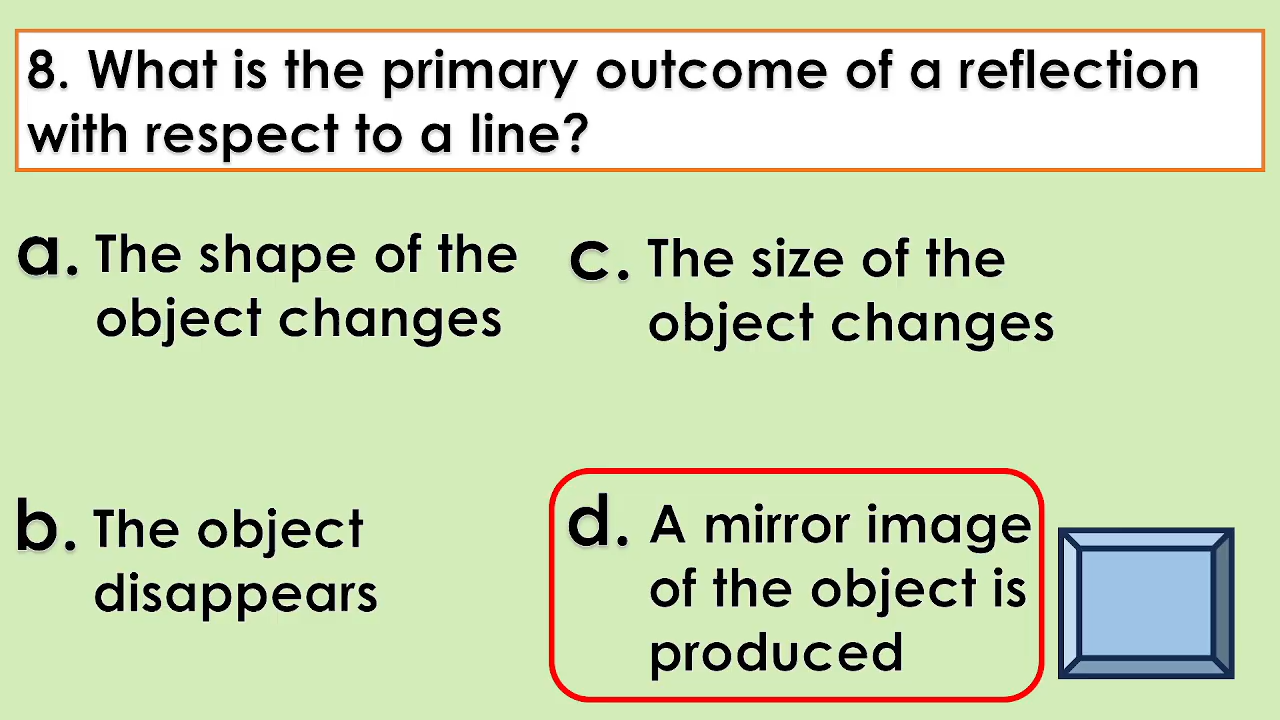 8. What is the primary outcome of a reflection
with respect to a line?
a. The shape of the
object changes
b. The object
disappears
c. The size of the
object changes
d. A mirror image
of the object is
produced